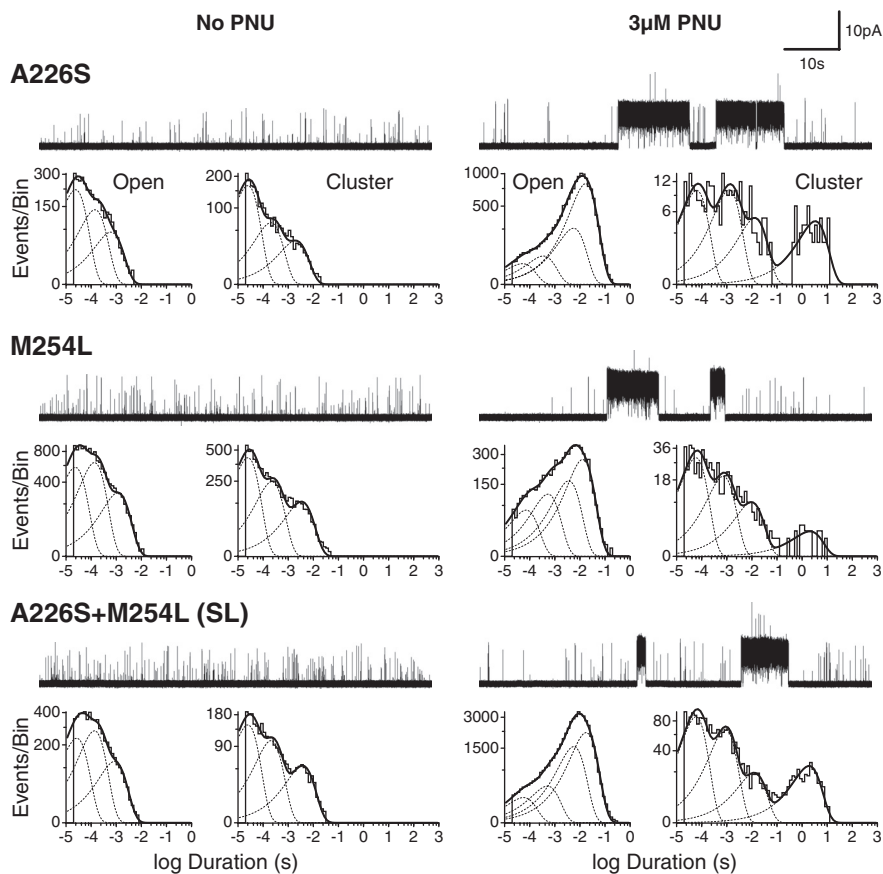 No PNU 3μM PNU
10pA
10s
A226S
300 Open 200 Cluster 1000 Open 12 Cluster
150 100 500 6
0 0 0 0
Events/Bin
-5 -4 -3 -2 -1 0 -5 -4 -3 -2 -1 0 1 2 3 -5 -4 -3 -2 -1 0 -5 -4 -3 -2 -1 0 1 2 3
M254L
800 500 300 36
400 250 150 18
0 0 0 0
Events/Bin
-5 -4 -3 -2 -1 0 -5 -4 -3 -2 -1 0 1 2 3 -5 -4 -3 -2 -1 0 -5 -4 -3 -2 -1 0 1 2 3
A226S+M254L (SL)
400 180 3000 80
200 90 1500 40
0 0 0 0
Events/Bin
-5 -4 -3 -2 -1 0 -5 -4 -3 -2 -1 0 1 2 3 -5 -4 -3 -2 -1 0 -5 -4 -3 -2 -1 0 1 2 3
log Duration (s) log Duration (s)